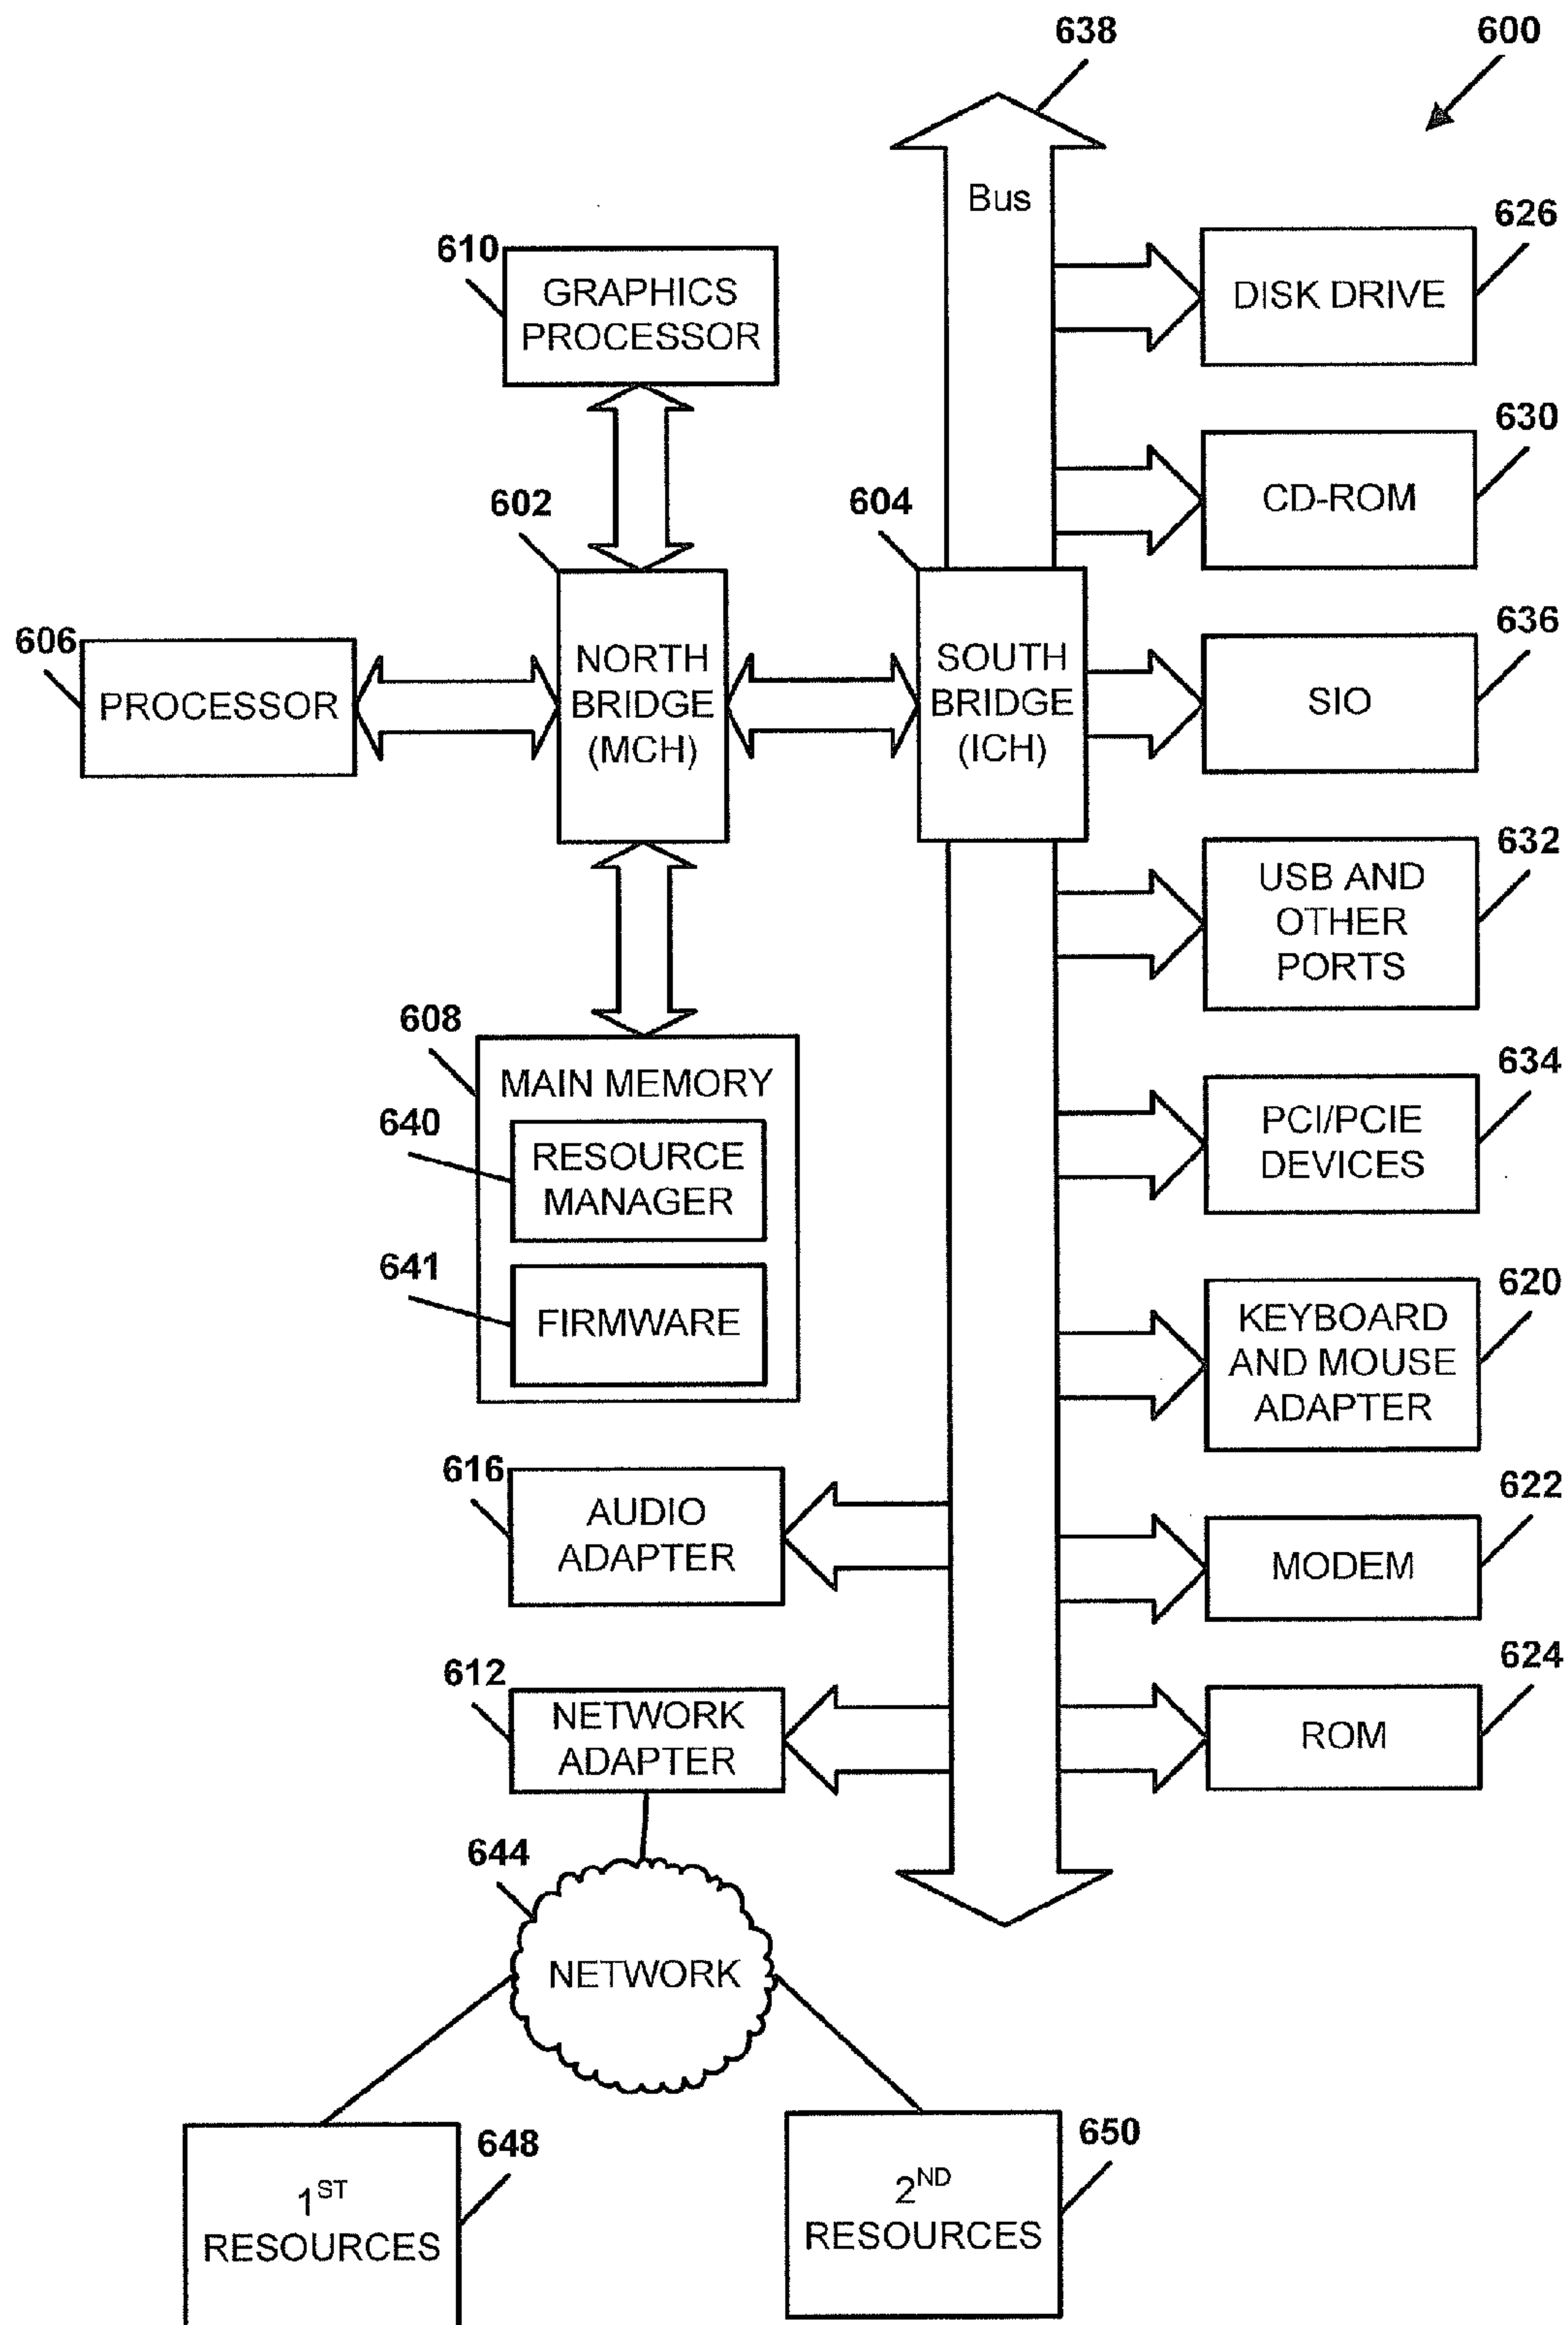 638
600
Bus
626
DISK DRIVE
610
GRAPHICS
PROCESSOR
630
CD-ROM
602
604
606
PROCESSOR
NORTH
BRIDGE
(MCH)
SOUTH
BRIDGE
(ICH)
636
SIO
632
USB AND
OTHER
PORTS
608
MAIN MEMORY
640
RESOURCE
MANAGER
641
FIRMWARE
634
PCI/PCIE
DEVICES
620
KEYBOARD
AND MOUSE
ADAPTER
616
AUDIO
ADAPTER
622
MODEM
612
NETWORK
ADAPTER
624
ROM
644
NETWORK
648
1ST
RESOURCES
650
2ND
RESOURCES